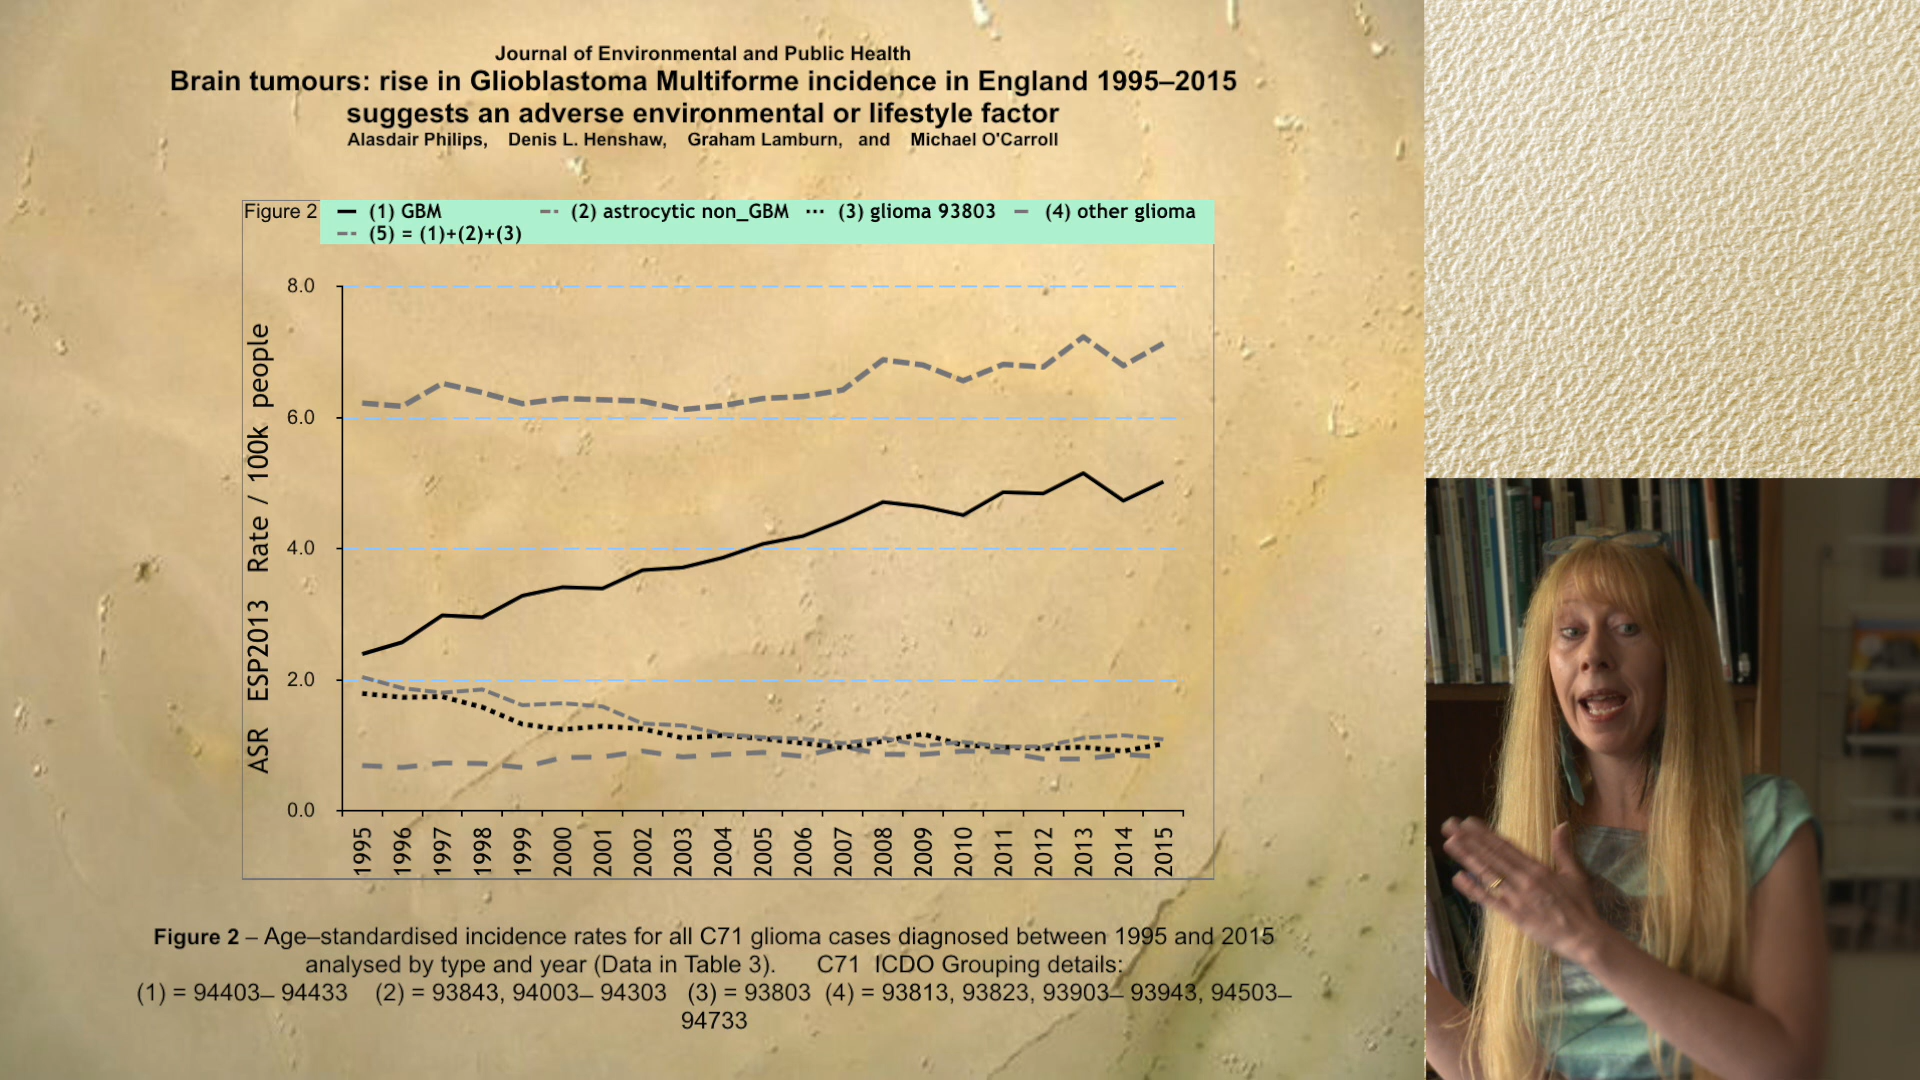 Journal of Environmental and Public Health
Brain tumours: rise in Glioblastoma Multiforme incidence in England 1995–2015
suggests an adverse environmental or lifestyle factor
Alasdair Philips, Denis L. Henshaw, Graham Lamburn, and Michael O'Carroll
Figure 2 (1) GBM (2) astrocytic non_GBM (3) glioma 93803 (4) other glioma
(5) = (1)+(2)+(3)
8.0
6.0
4.0
2.0
0.0
ASR ESP2013 Rate / 100k people
1995 1996 1997 1998 1999 2000 2001 2002 2003 2004 2005 2006 2007 2008 2009 2010 2011 2012 2013 2014 2015
Figure 2 – Age–standardised incidence rates for all C71 glioma cases diagnosed between 1995 and 2015
analysed by type and year (Data in Table 3). C71 ICDO Grouping details:
(1) = 94403– 94433 (2) = 93843, 94003– 94303 (3) = 93803 (4) = 93813, 93823, 93903– 93943, 94503–
94733